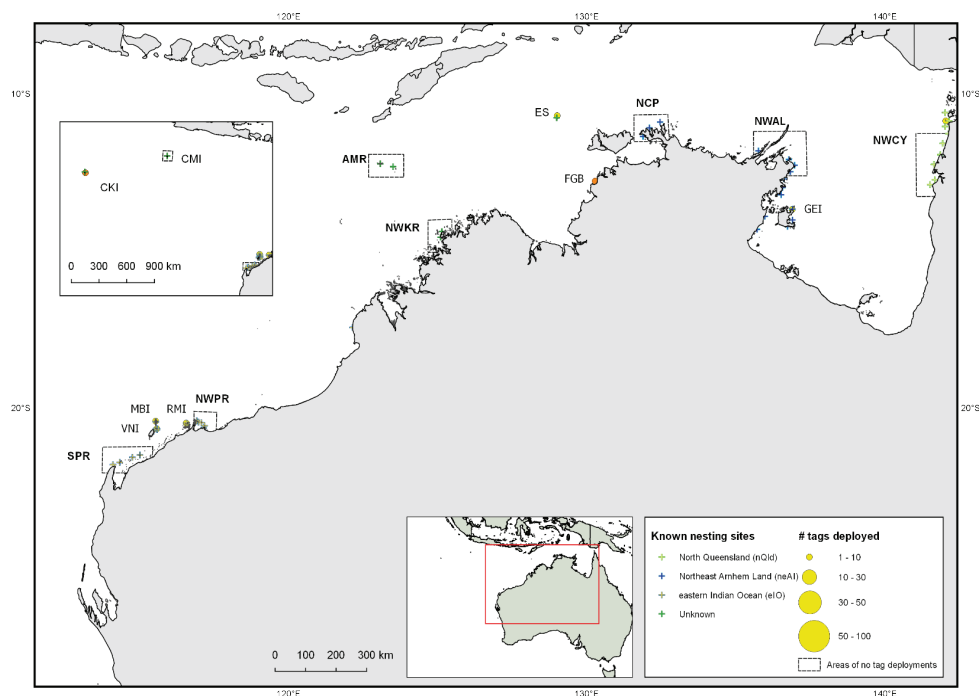 120°E 130°E 140°E
10°S 10°S
ES
NCP
NWAL
NWCY
CMI
CKI
AMR
FGB
GEI
NWKR
0 300 600 900 km
20°S 20°S
MBI RMI NWPR
VNI
SPR
Known nesting sites
North Queensland (nQld)
Northeast Arnhem Land (neAl)
eastern Indian Ocean (eIO)
Unknown
# tags deployed
1 - 10
10 - 30
30 - 50
50 - 100
Areas of no tag deployments
0 100 200 300 km
120°E 130°E 140°E